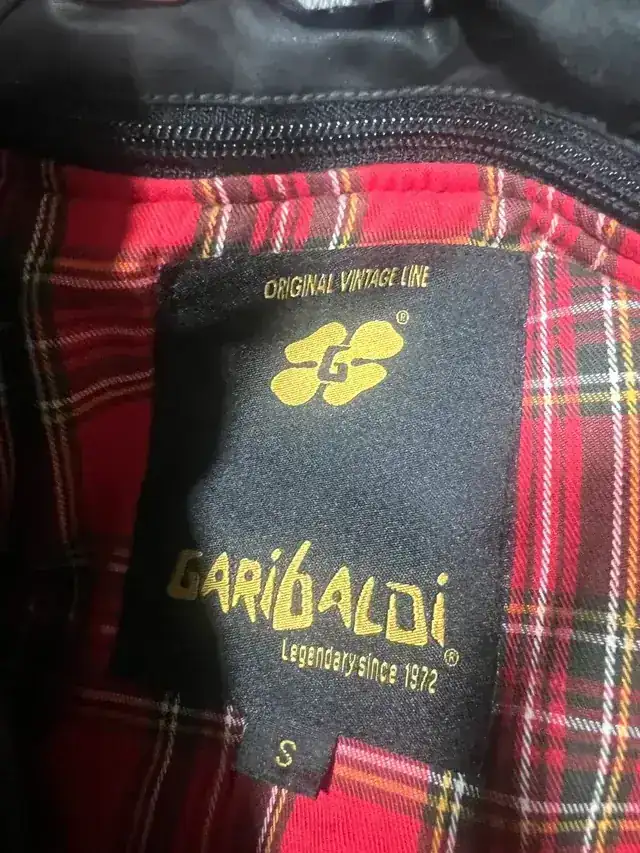 ORIGINAL VINTAGE LINE
®
G
GARibALDi
®
Legendary since 1972
S